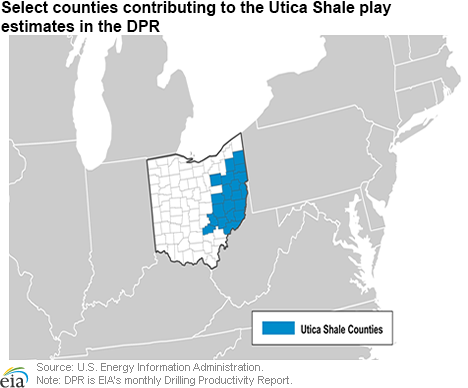 Select counties contributing to the Utica Shale play
estimates in the DPR
Utica Shale Counties
eia
Source: U.S. Energy Information Administration.
Note: DPR is EIA's monthly Drilling Productivity Report.